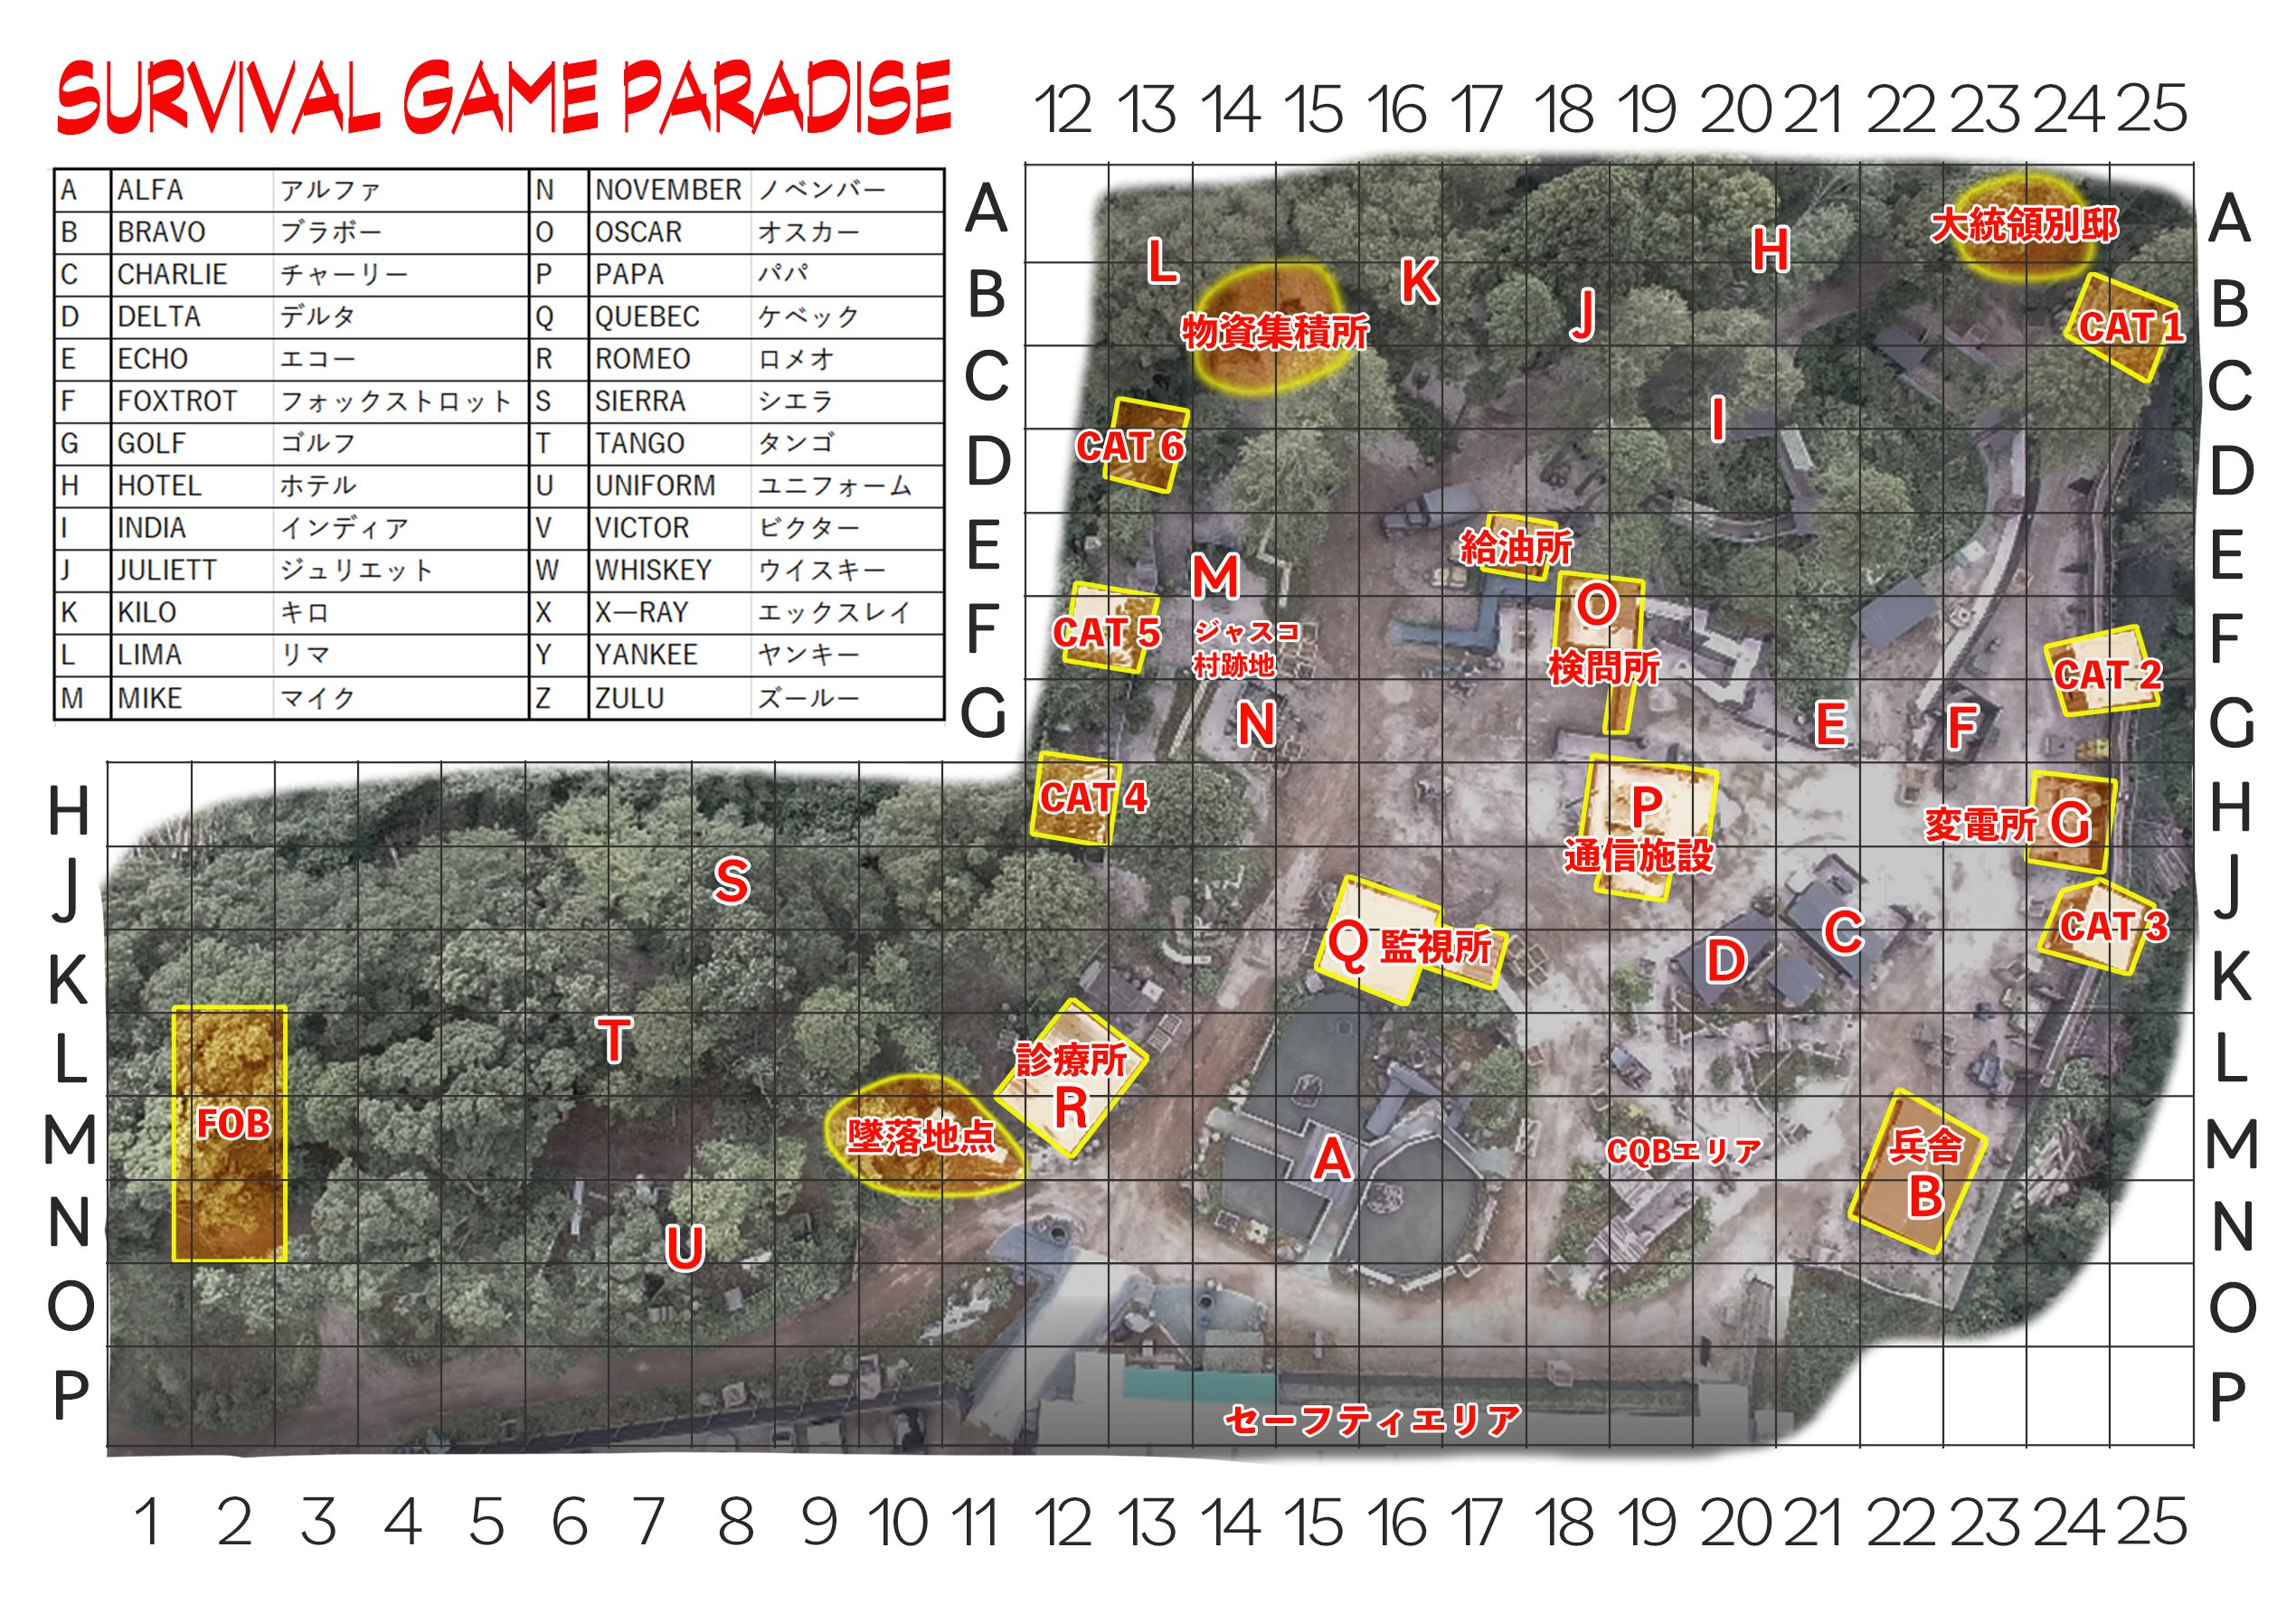 SURVIVAL GAME PARADISE
A ALFA アルファ N NOVEMBER ノベンバー
B BRAVO ブラボー O OSCAR オスカー
C CHARLIE チャーリー P PAPA パパ
D DELTA デルタ Q QUEBEC ケベック
E ECHO エコー R ROMEO ロメオ
F FOXTROT フォックストロット S SIERRA シエラ
G GOLF ゴルフ T TANGO タンゴ
H HOTEL ホテル U UNIFORM ユニフォーム
I INDIA インディア V VICTOR ビクター
J JULIETT ジュリエット W WHISKEY ウイスキー
K KILO キロ X X―RAY エックスレイ
L LIMA リマ Y YANKEE ヤンキー
M MIKE マイク Z ZULU ズールー
12 13 14 15 16 17 18 19 20 21 22 23 24 25
A
B
C
D
E
F
G
A
B
C
D
E
F
G
H
J
K
L
M
N
O
P
H
J
K
L
M
N
O
P
大統領別邸
H
L
K
J
物資集積所
CAT 1
I
CAT 6
給油所
M
O
CAT 5
ジャスコ
村跡地
検問所
CAT 2
N
E
F
CAT 4
P
通信施設
変電所 G
S
Q 監視所
D
C
CAT 3
T
診療所
R
FOB
墜落地点
A
CQBエリア
兵舎
B
U
セーフティエリア
1 2 3 4 5 6 7 8 9 10 11 12 13 14 15 16 17 18 19 20 21 22 23 24 25